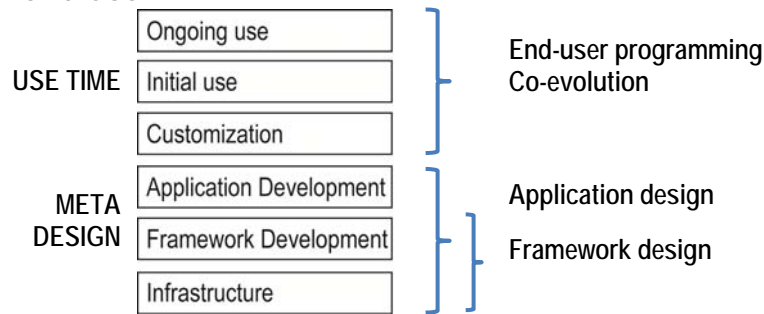 Ongoing use
USE TIME
Initial use
Customization
End-user programming
Co-evolution
META
DESIGN
Application Development
Framework Development
Infrastructure
Application design
Framework design